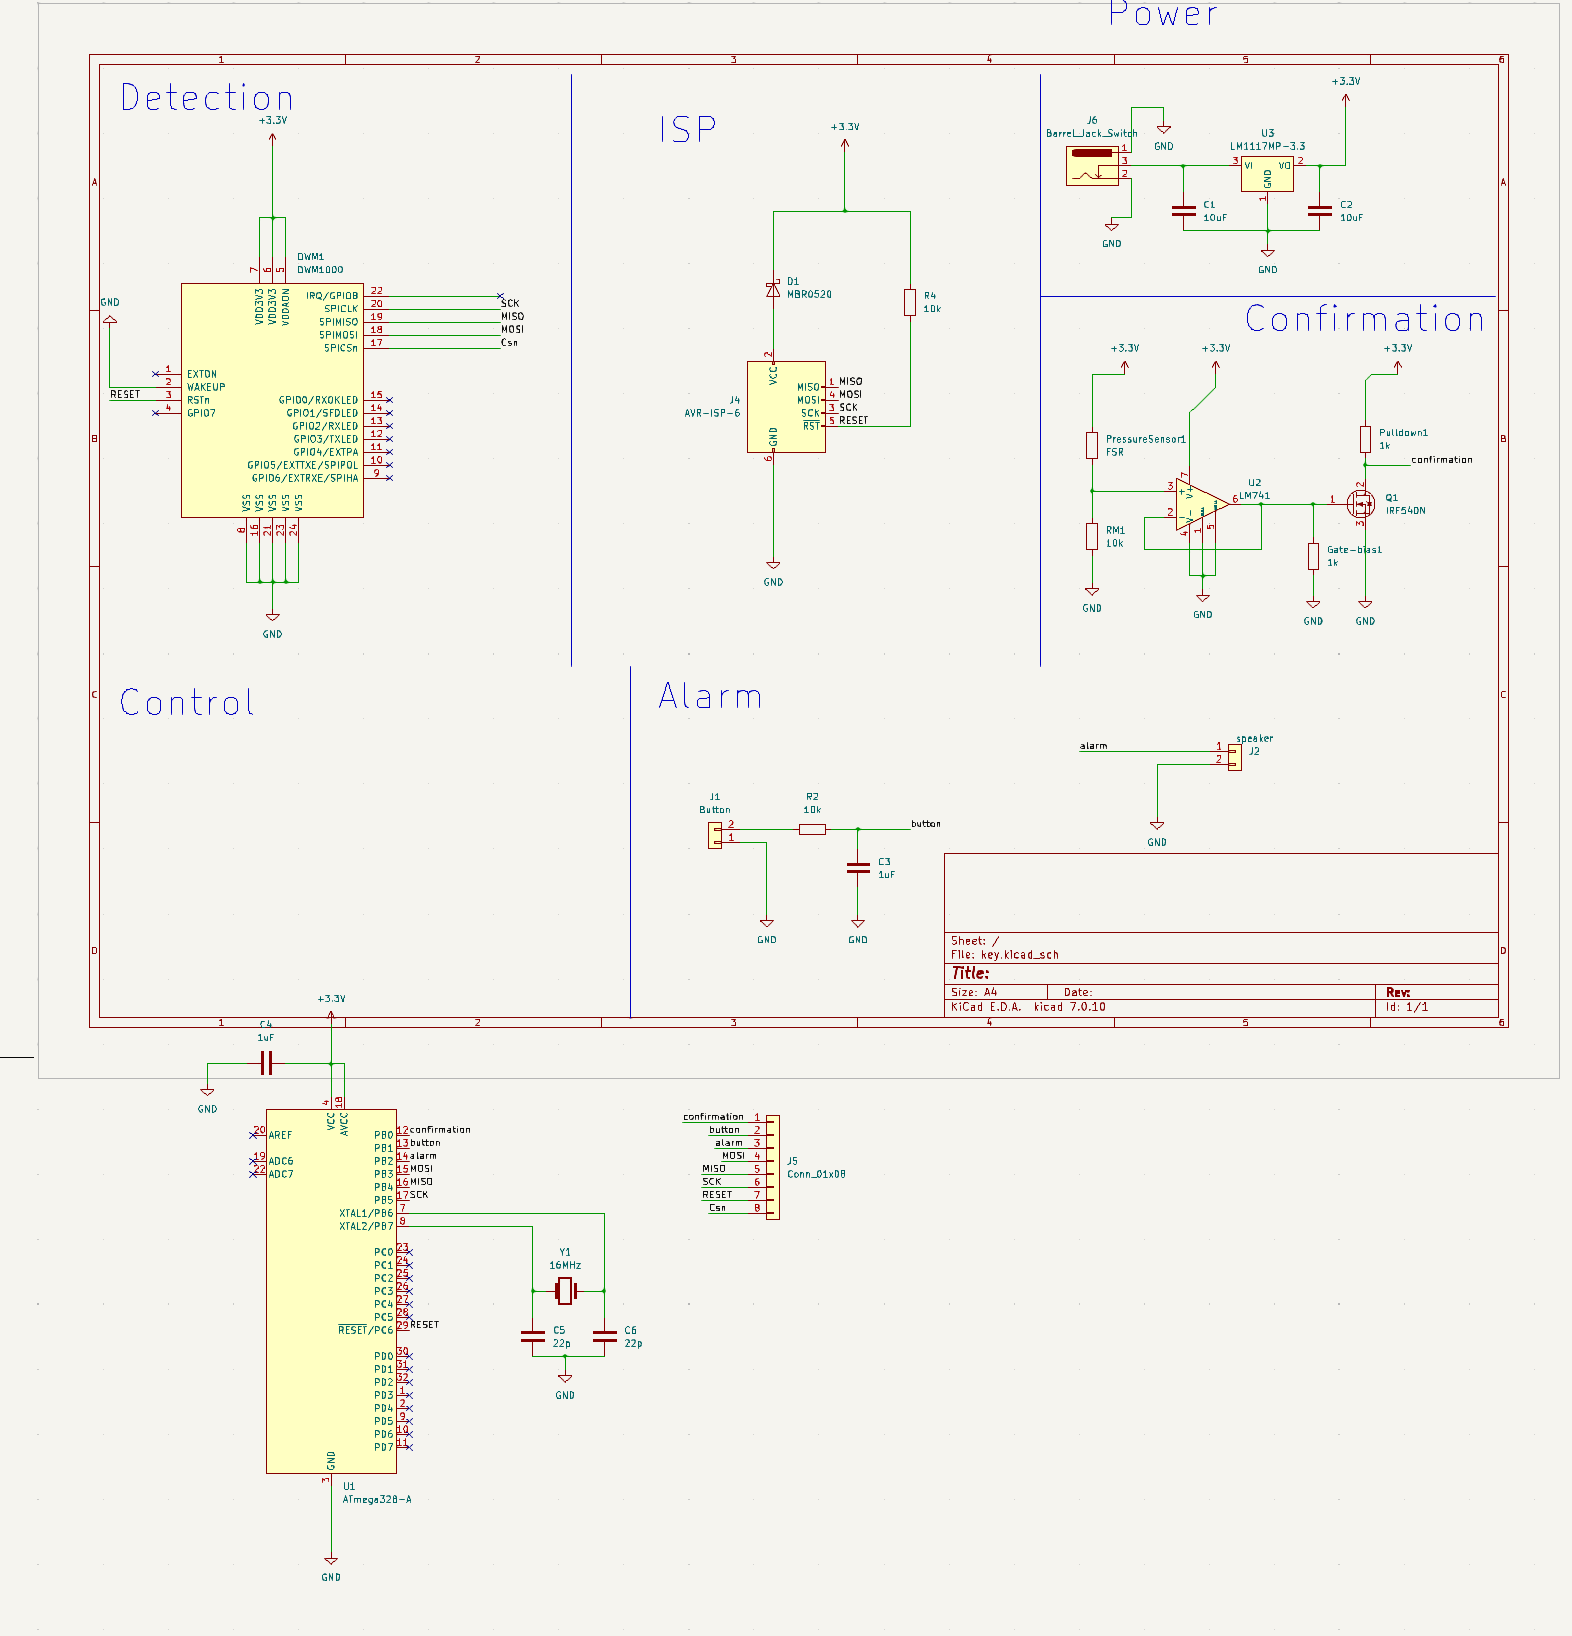 Power
1 2 3 4 5 6
Detection
+3.3V
DWM1
DWM1000
7 6 5
VDD3V3 VDD3V3 VDDAON
GND
IRQ/GPIO8 22
SPICLK 20 SCK
SPIMISO 19 MISO
SPIMOSI 18 MOSI
SPICSn 17 Csn
1 EXTON
2 WAKEUP
RESET 3 RSTn
4 GPIO7
GPIO0/RXOKLED 15
GPIO1/SFDLED 14
GPIO2/RXLED 13
GPIO3/TXLED 12
GPIO4/EXTPA 11
GPIO5/EXTTXE/SPIPOL 10
GPIO6/EXTRXE/SPIHA 9
VSS VSS VSS VSS VSS
8 16 21 23 24
GND
ISP
+3.3V
D1
MBR0520
R4
10k
2
VCC
J4
AVR-ISP-6
MISO 1 MISO
MOSI 4 MOSI
SCK 3 SCK
RST 5 RESET
GND
6
GND
+3.3V
J6
Barrel_Jack_Switch
1
3
2
GND
GND
U3
LM1117MP-3.3
3 VI VO 2
GND
1
C1
10uF
C2
10uF
GND
Confirmation
+3.3V
+3.3V
+3.3V
PressureSensor1
FSR
RM1
10k
GND
U2
LM741
3 +
2 -
7
V+
V-
6
4 1 5
GND
Pulldown1
1k
confirmation
Q1
IRF540N
1
2
3
Gate-bias1
1k
GND
GND
A A
B B
C C
D D
Control
Alarm
J1
Button
2
1
R2
10k
button
C3
1uF
GND
GND
alarm
speaker
J2
1
2
GND
Sheet: /
File: key.kicad_sch
Title:
Size: A4 Date: Rev:
KiCad E.D.A. kicad 7.0.10 Id: 1/1
1 2 3 4 5 6
+3.3V
C4
1uF
GND
4 18
VCC AVCC
20 AREF
19 ADC6
22 ADC7
PB0 12 confirmation
PB1 13 button
PB2 14 alarm
PB3 15 MOSI
PB4 16 MISO
PB5 17 SCK
XTAL1/PB6 7
XTAL2/PB7 8
PC0 23
PC1 24
PC2 25
PC3 26
PC4 27
PC5 28
RESET/PC6 29 RESET
PD0 30
PD1 31
PD2 32
PD3 1
PD4 2
PD5 9
PD6 10
PD7 11
GND
3
U1
ATmega328-A
GND
Y1
16MHz
C5
22p
C6
22p
GND
confirmation 1
button 2
alarm 3
MOSI 4
MISO 5
SCK 6
RESET 7
Csn 8
J5
Conn_01x08